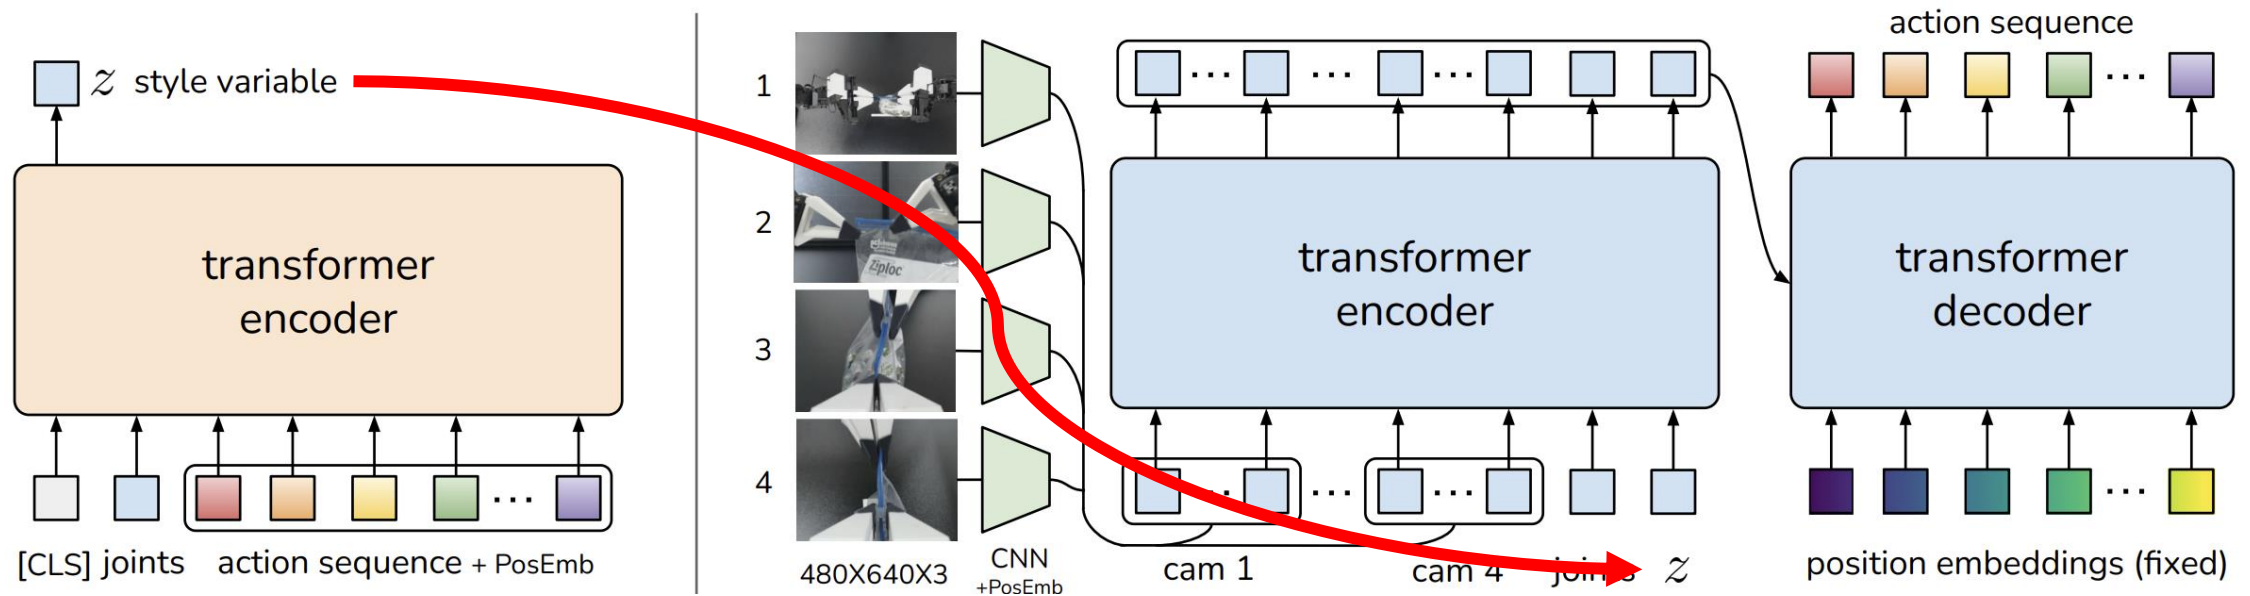 z style variable
transformer
encoder
[CLS] joints action sequence + PosEmb
1
2
3
4
Ziploc
480X640X3
CNN
+PosEmb
transformer
encoder
cam 1
cam 4
joints
z
action sequence
transformer
decoder
position embeddings (fixed)